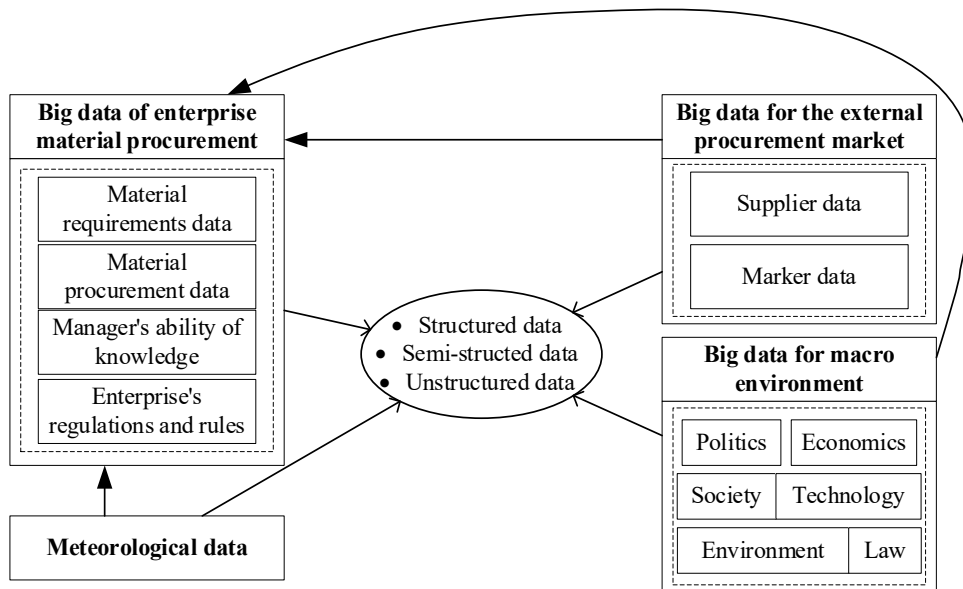 Big data of enterprise
material procurement
Material
requirements data
Material
procurement data
Manager's ability of
knowledge
Enterprise's
regulations and rules
Meteorological data
• Structured data
• Semi-structed data
• Unstructured data
Big data for the external
procurement market
Supplier data
Marker data
Big data for macro
environment
Politics Economics
Society Technology
Environment Law